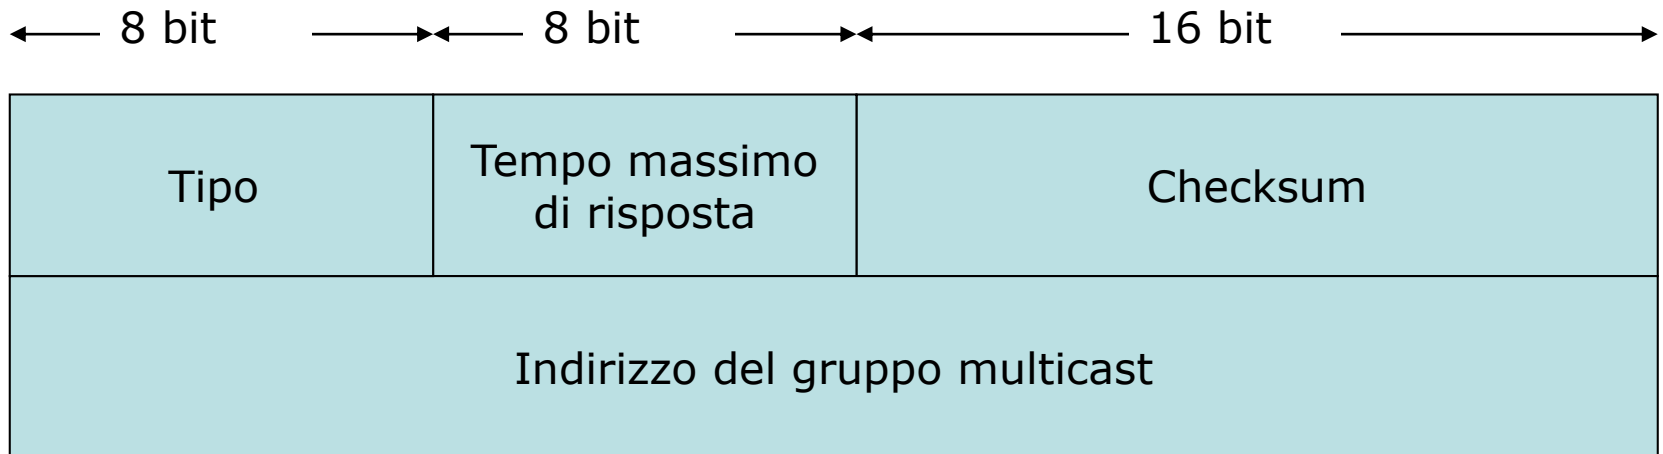 8 bit 8 bit 16 bit
Tipo
Tempo massimo
di risposta
Checksum
Indirizzo del gruppo multicast